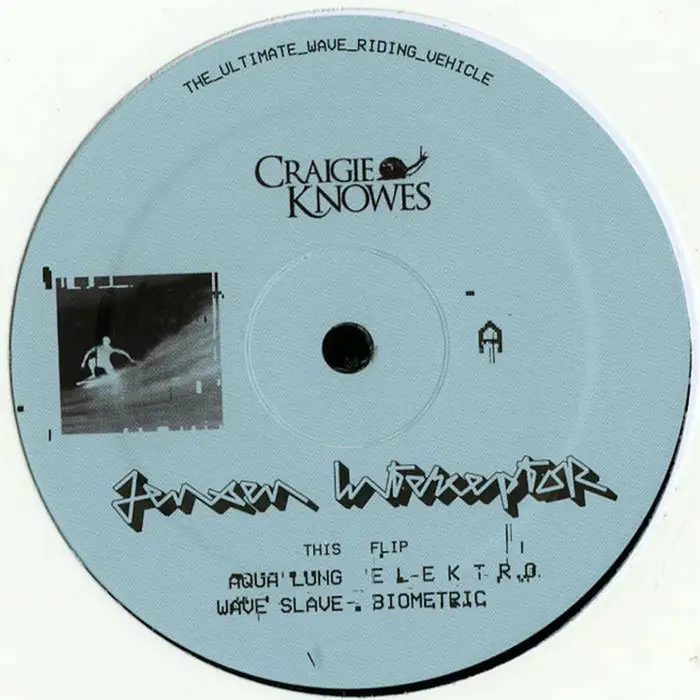 THE_ULTIMATE_WAVE_RIDING_VEHICLE
CRAIGIE
KNOWES
A
Jensen Interceptor
THIS FLIP
AQUA LUNG E L-E K T R O
WAVE SLAVE-. BIOMETRIC